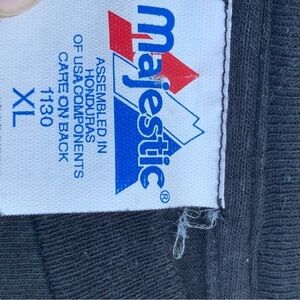 majestic®
ASSEMBLED IN
HONDURAS
OF USA COMPONENTS
CARE ON BACK
1130
XL